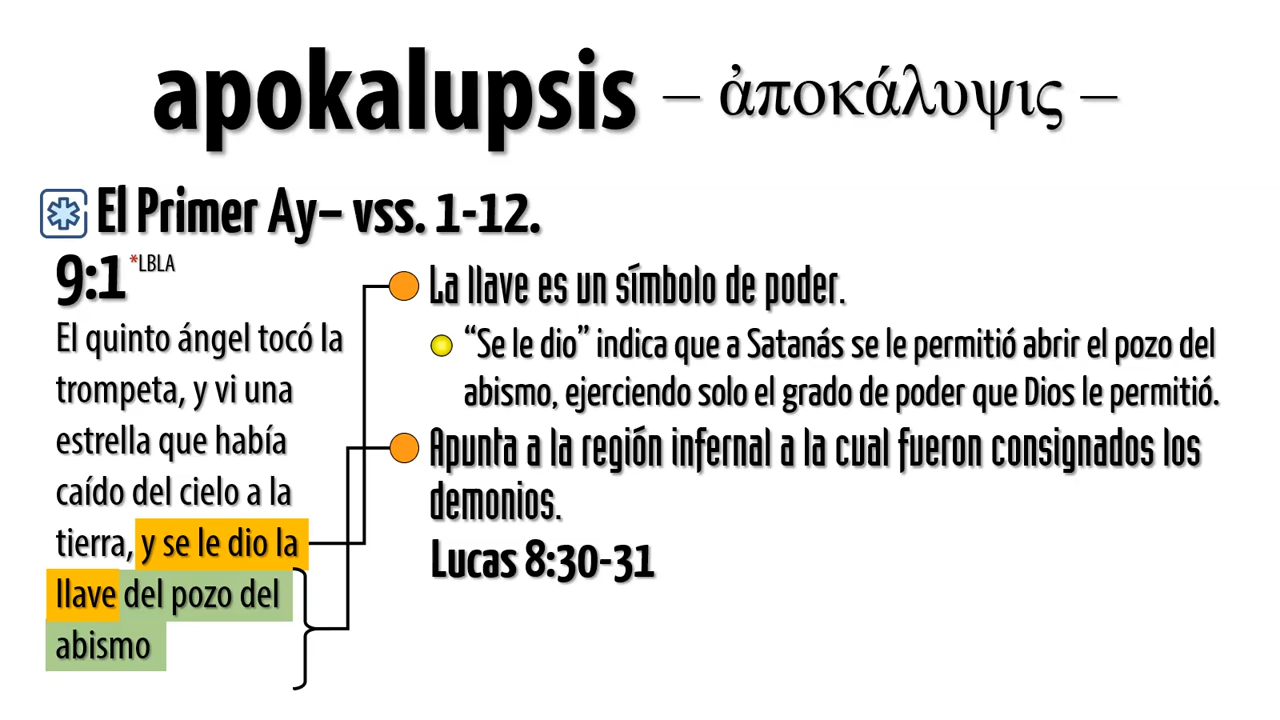 apokalupsis – ἀποκάλυψις –
El Primer Ay– vss. 1-12.
9:1 *LBLA
El quinto ángel tocó la
trompeta, y vi una
estrella que había
caído del cielo a la
tierra, y se le dio la
llave del pozo del
abismo
La llave es un símbolo de poder.
“Se le dio” indica que a Satanás se le permitió abrir el pozo del
abismo, ejerciendo solo el grado de poder que Dios le permitió.
Apunta a la región infernal a la cual fueron consignados los
demonios.
Lucas 8:30-31